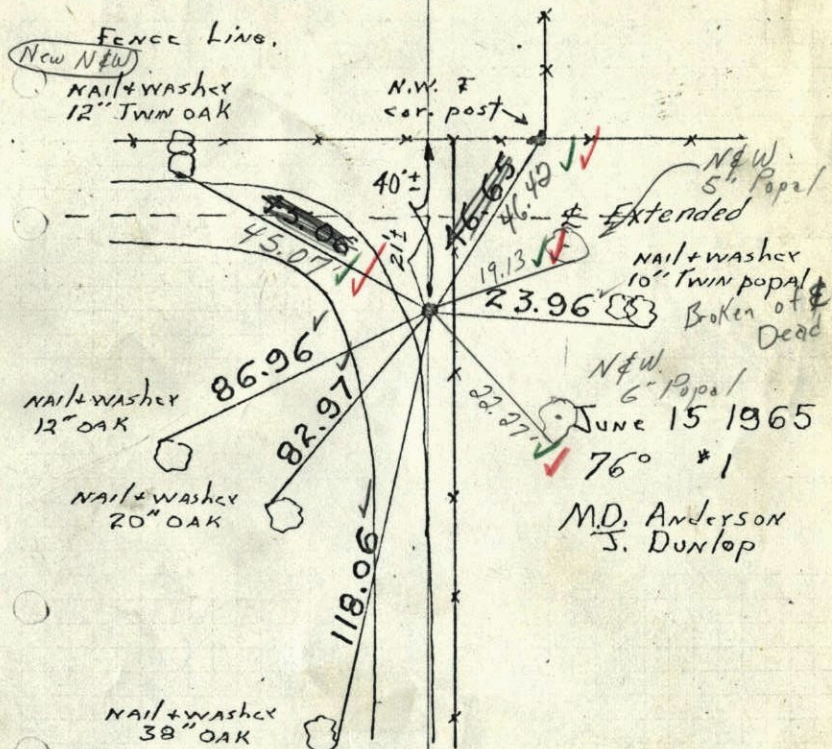 Fence Line.
New N&W
NAIL+WASHER
12" TWIN OAK
N.W. F
cor. post
40'±
21'±
45.06
45.07'
46.65
46.42
N&W
5" Popal
℄ Extended
19.13
23.96
NAIL+WASHER
10" TWIN popal
Broken of &
Dead
86.96
NAIL+WASHER
12" OAK
82.97
NAIL+WASHER
20" OAK
22.27'
N&W
6" Popal
June 15 1965
76° #1
M.D. Anderson
J. Dunlop
118.06
NAIL+WASHER
38" OAK